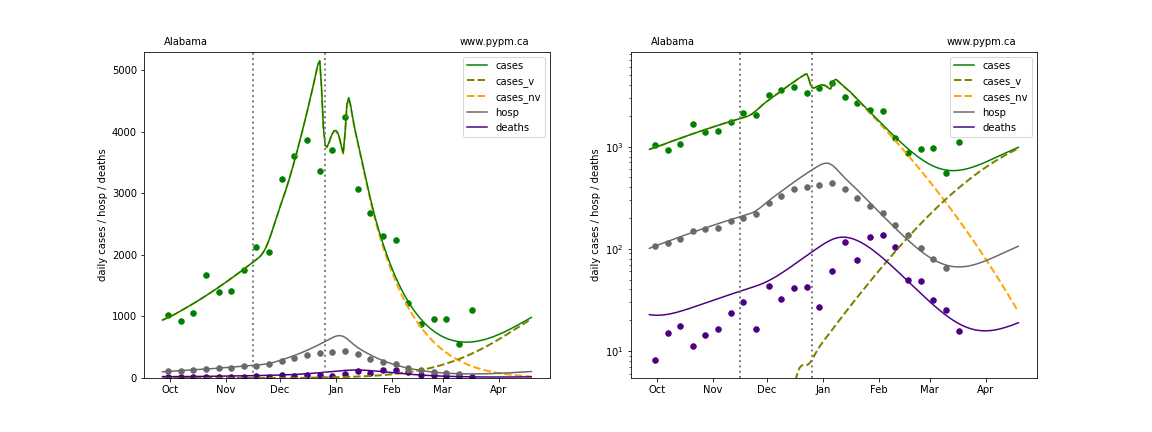 Alabama www.pypm.ca
cases
cases_v
cases_nv
hosp
deaths
daily cases / hosp / deaths
5000
4000
3000
2000
1000
0
Oct Nov Dec Jan Feb Mar Apr
Alabama www.pypm.ca
cases
cases_v
cases_nv
hosp
deaths
daily cases / hosp / deaths
10³
10²
10¹
Oct Nov Dec Jan Feb Mar Apr